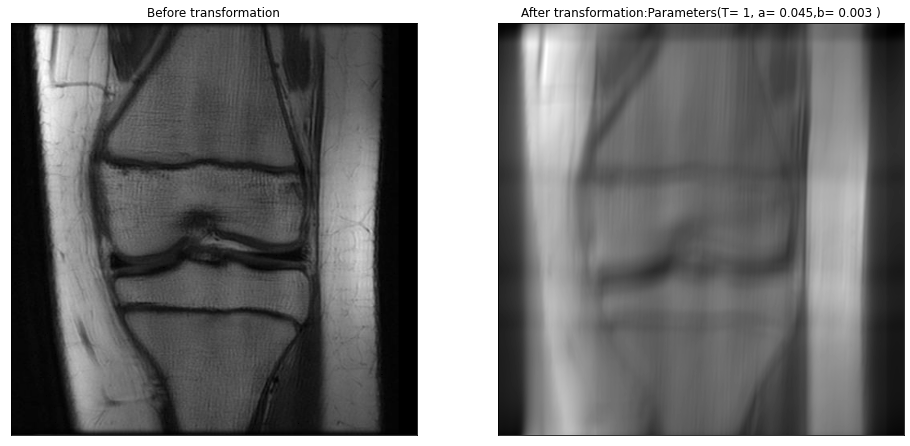 Before transformation
After transformation:Parameters(T= 1, a= 0.045,b= 0.003 )